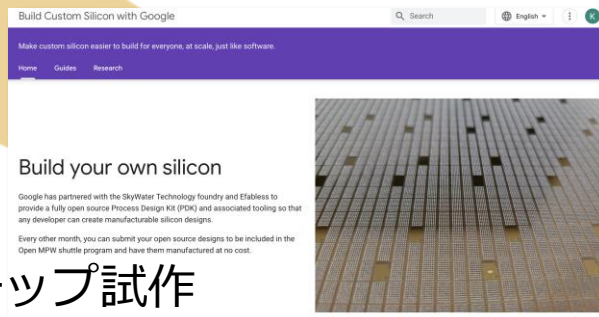 Build Custom Silicon with Google
Search
English
K
Make custom silicon easier to build for everyone, at scale, just like software.
Home Guides Research
Build your own silicon
Google has partnered with the SkyWater Technology foundry and Efabless to
provide a fully open source Process Design Kit (PDK) and associated tooling so that
any developer can create manufacturable silicon designs.
Every other month, you can submit your open source designs to be included in the
Open MPW shuttle program and have them manufactured at no cost.
ップ試作